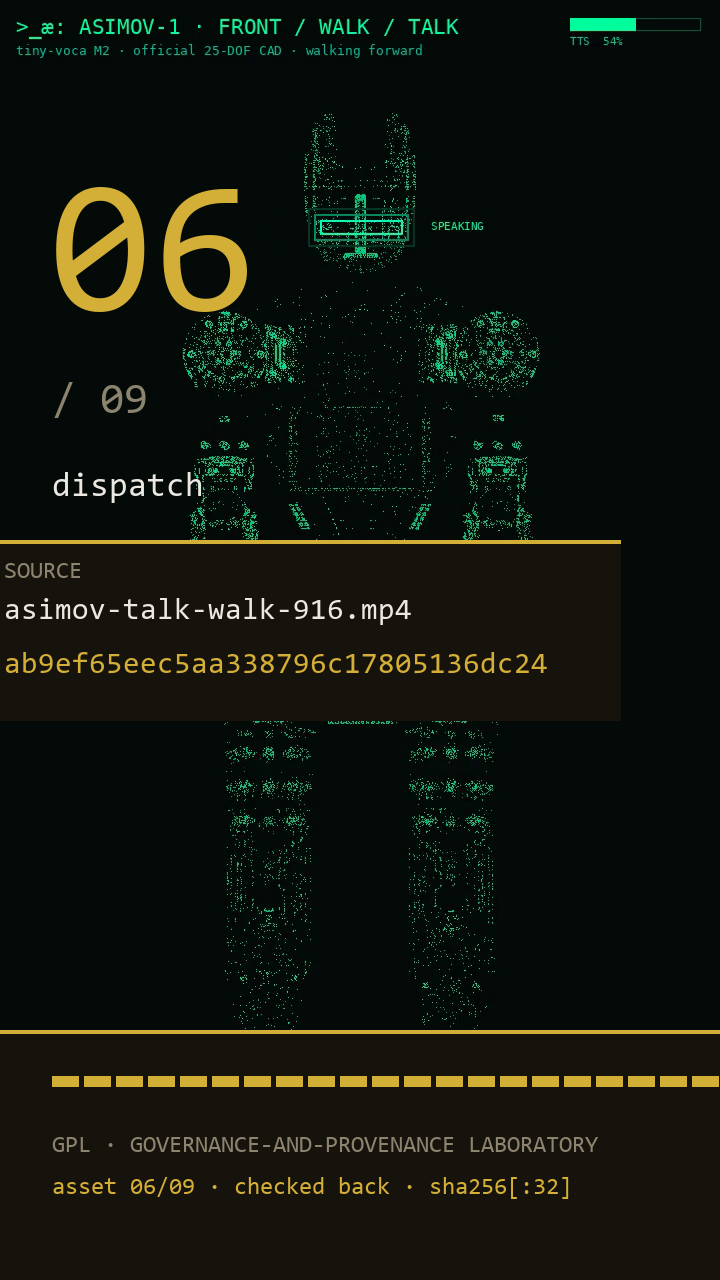 >_æ: ASIMOV-1 · FRONT / WALK / TALK
tiny-voca M2 · official 25-DOF CAD · walking forward
TTS 54%
06
SPEAKING
/ 09
dispatch
SOURCE
asimov-talk-walk-916.mp4
ab9ef65eec5aa338796c17805136dc24
GPL · GOVERNANCE-AND-PROVENANCE LABORATORY
asset 06/09 · checked back · sha256[:32]